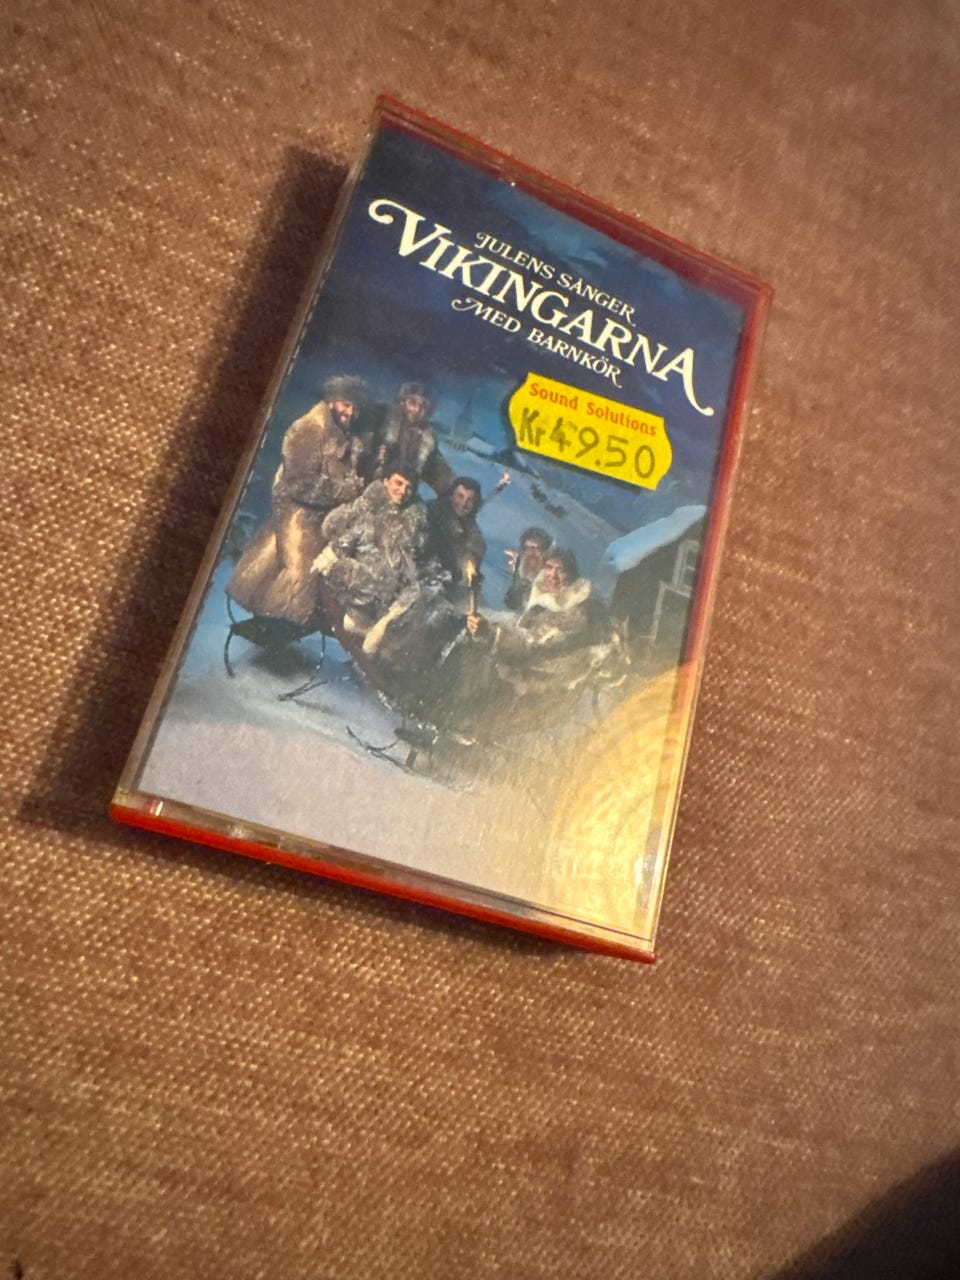 JULENS SÅNGER
VIKINGARNA
MED BARNKÖR
Sound Solutions
Kr 49.50